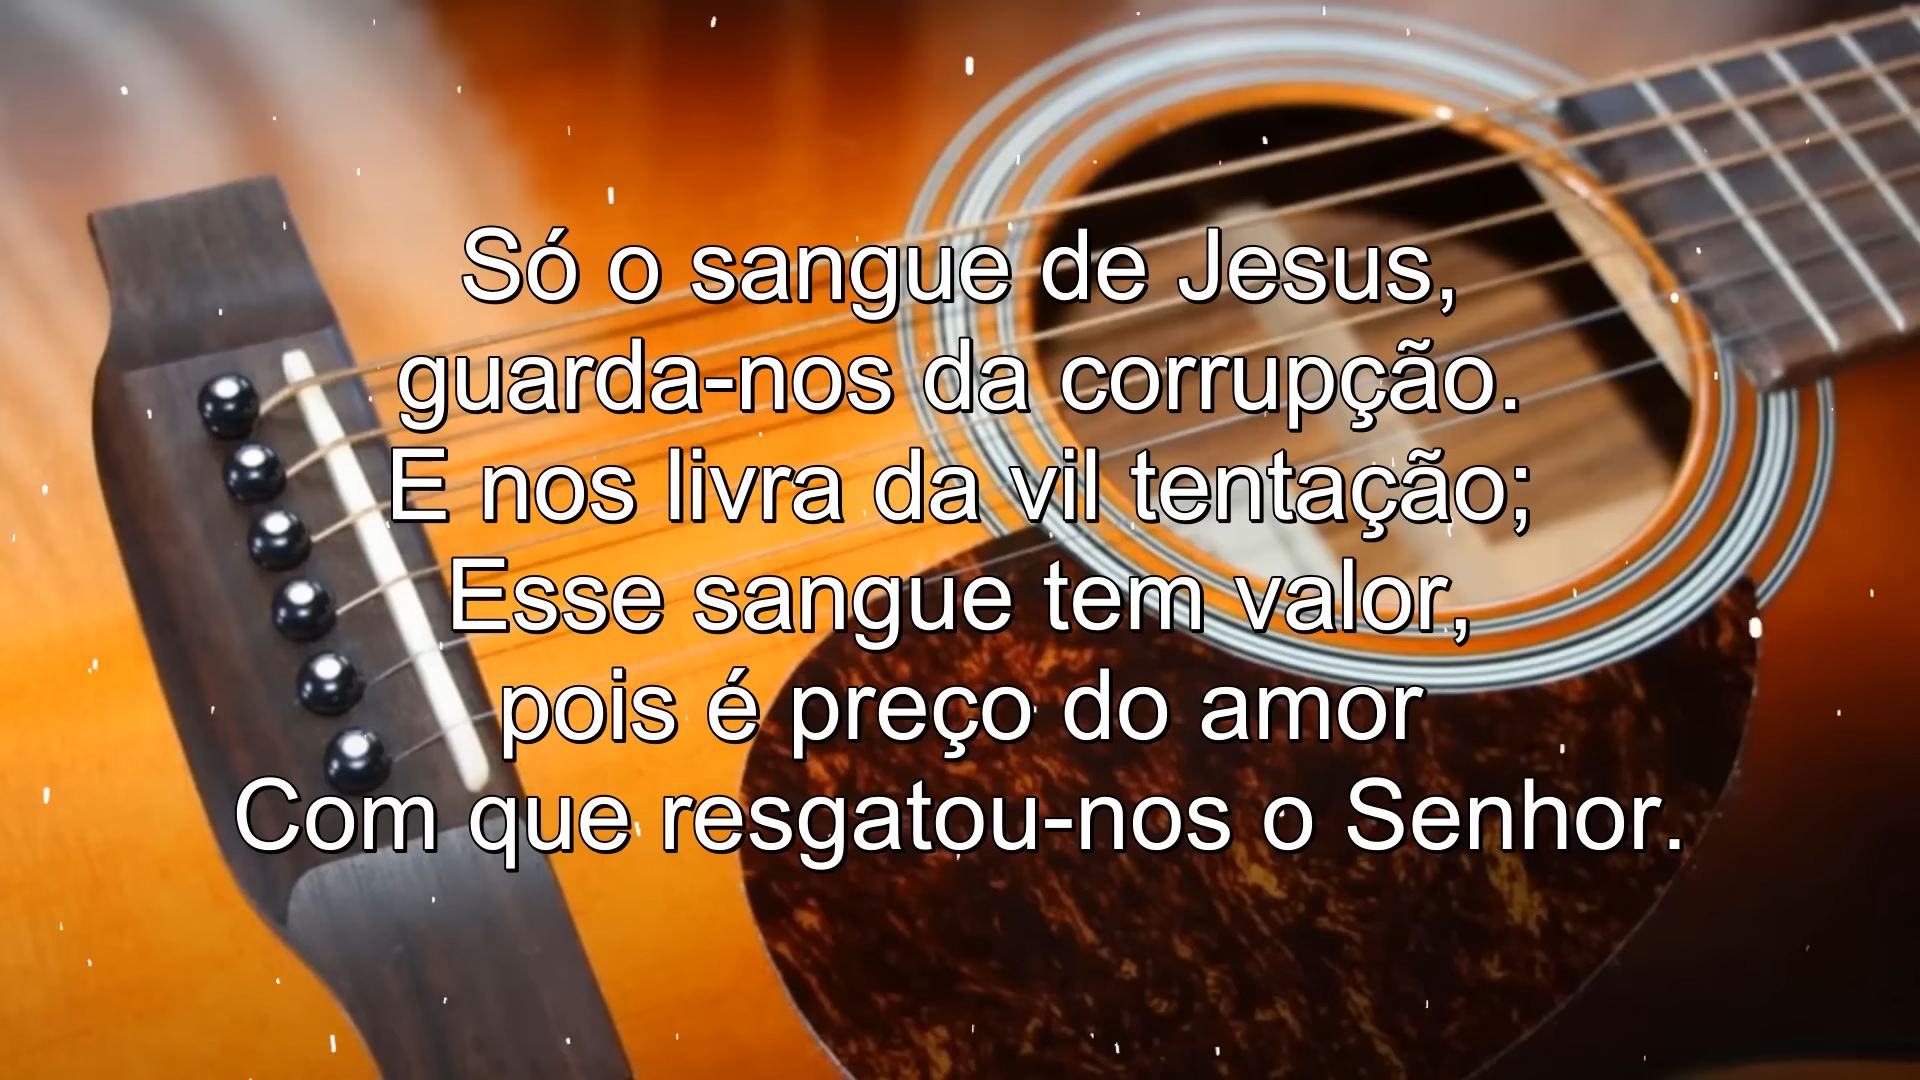 Só o sangue de Jesus,
guarda-nos da corrupção.
E nos livra da vil tentação;
Esse sangue tem valor,
pois é preço do amor
Com que resgatou-nos o Senhor.